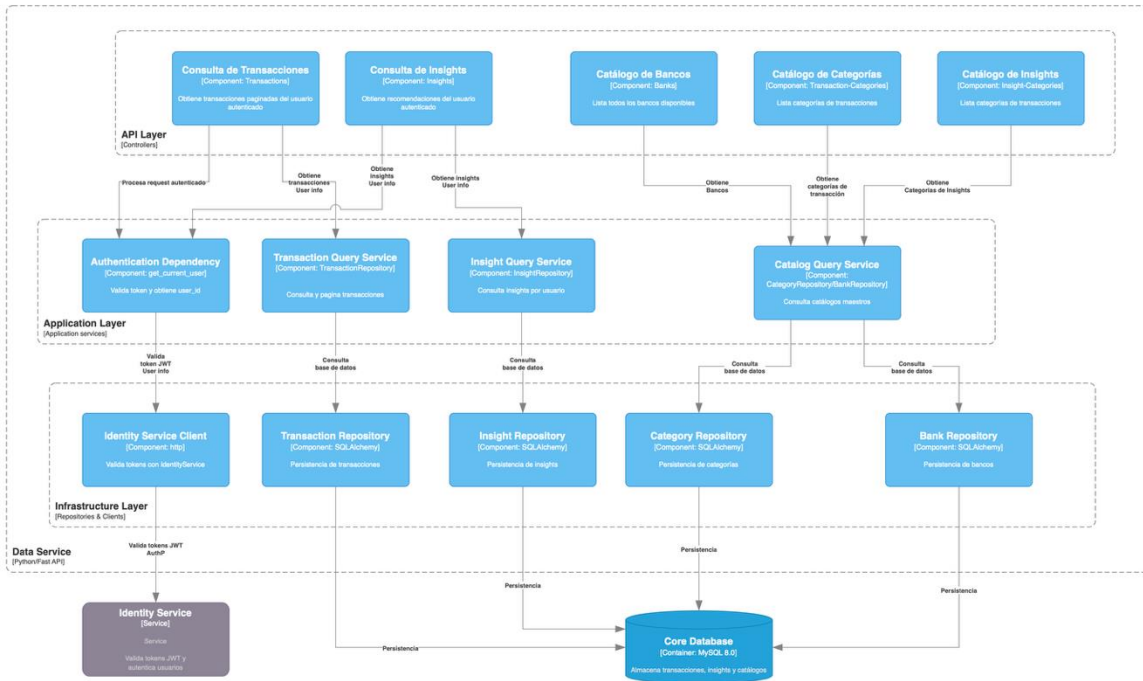 Consulta de Transacciones
[Component: Transactions]
Obtiene transacciones paginadas del usuario
autenticado
Consulta de Insights
[Component: Insights]
Obtiene recomendaciones del usuario
autenticado
Catálogo de Bancos
[Component: Banks]
Lista todos los bancos disponibles
Catálogo de Categorías
[Component: Transaction-Categories]
Lista categorías de transacciones
Catálogo de Insights
[Component: Insight-Categories]
Lista categorías de transacciones
API Layer
[Controllers]
Procesa request autenticado
Obtiene
transacciones
User info
Obtiene
insights
User info
Obtiene insights
User info
Obtiene
Bancos
Obtiene
categorías de
transacción
Obtiene
Categorías de Insights
Authentication Dependency
[Component: get_current_user]
Valida token y obtiene user_id
Transaction Query Service
[Component: TransactionRepository]
Consulta y pagina transacciones
Insight Query Service
[Component: InsightRepository]
Consulta insights por usuario
Catalog Query Service
[Component:
CategoryRepository/BankRepository]
Consulta catálogos maestros
Application Layer
[Application services]
Valida
token JWT
User info
Consulta
base de datos
Consulta
base de datos
Consulta
base de datos
Consulta
base de datos
Identity Service Client
[Component: http]
Valida tokens con IdentityService
Transaction Repository
[Component: SQLAlchemy]
Persistencia de transacciones
Insight Repository
[Component: SQLAlchemy]
Persistencia de insights
Category Repository
[Component: SQLAlchemy]
Persistencia de categorías
Bank Repository
[Component: SQLAlchemy]
Persistencia de bancos
Infrastructure Layer
[Repositories & Clients]
Valida tokens JWT
AuthP
Data Service
[Python/Fast API]
Persistencia
Persistencia
Persistencia
Persistencia
Identity Service
[Service]
Service
Valida tokens JWT y
autentica usuarios
Core Database
[Container: MySQL 8.0]
Almacena transacciones, insights y catálogos